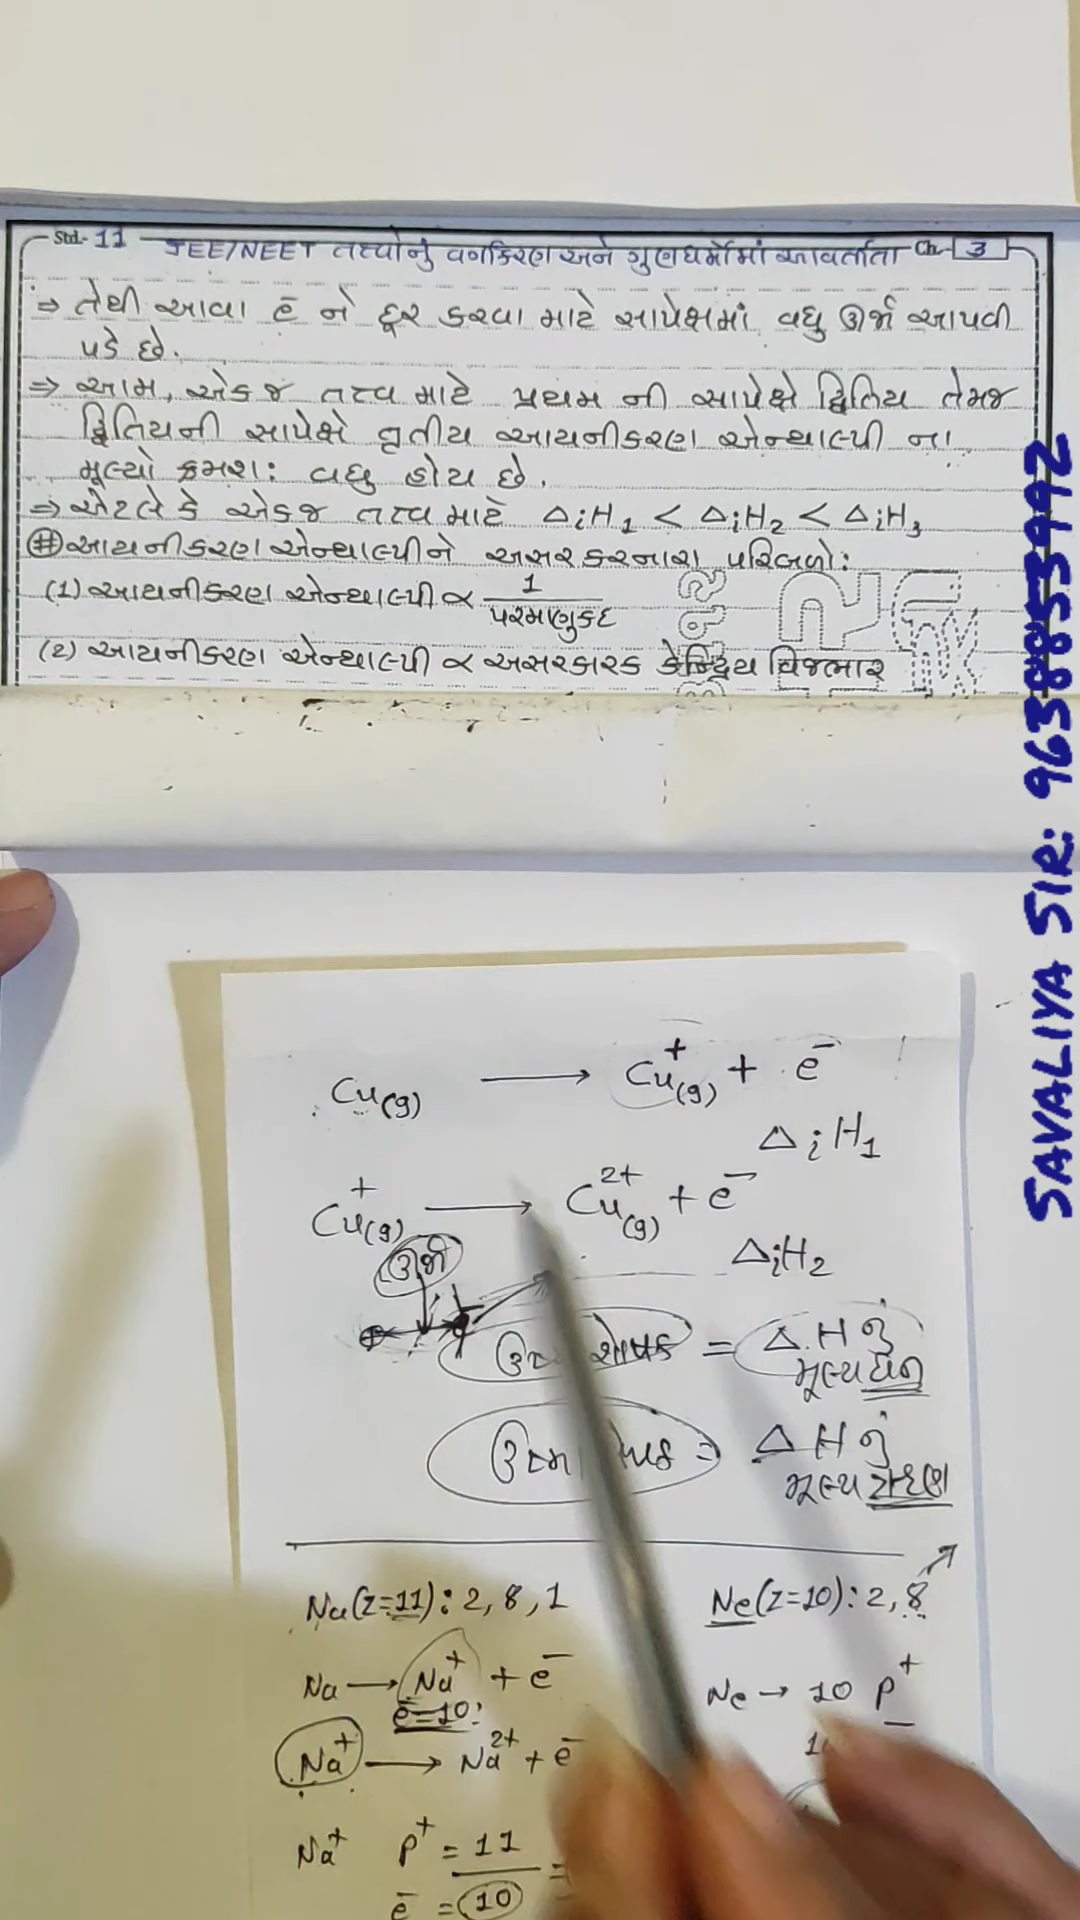 Std.- 11 JEE/NEET તત્વોનું વર્ગીકરણ અને ગુણધર્મોમાં આવર્તતા Ch.- 3
⇒ તેથી આવા ē ને દૂર કરવા માટે સાપેક્ષમાં વધુ ઊર્જા આપવી
પડે છે.
⇒ આમ, એકજ તત્વ માટે પ્રથમ ની સાપેક્ષે દ્વિતિય તેમજ
દ્વિતિયની સાપેક્ષે તૃતીય આયનીકરણ એન્થાલ્પી ના
મૂલ્યો ક્રમશ: વધુ હોય છે.
⇒ એટલે કે એકજ તત્વ માટે ΔiH₁ < ΔiH₂ < ΔiH₃
# આયનીકરણ એન્થાલ્પીને અસર કરનારા પરિબળો:
(1) આયનીકરણ એન્થાલ્પી ∝ 1/પરમાણુકદ
(2) આયનીકરણ એન્થાલ્પી ∝ અસરકારક કેન્દ્રિય વિજભાર
SAVALIYA SIR: 9638853992
Cu(g) ⟶ Cu⁺(g) + e⁻
ΔiH₁
Cu⁺(g) ⟶ Cu²⁺(g) + e⁻
ΔiH₂
ઊર્જા
= Δ.H નું
મૂલ્ય ધન
= ΔH નું
મૂલ્ય ઋણ
Na(z=11): 2, 8, 1
Ne(z=10): 2, 8
Na ⟶ Na⁺ + e⁻
ē=10
Ne → 10 P⁺
Na⁺ ⟶ Na²⁺ + e⁻
Na⁺ P⁺ = 11
ē = 10